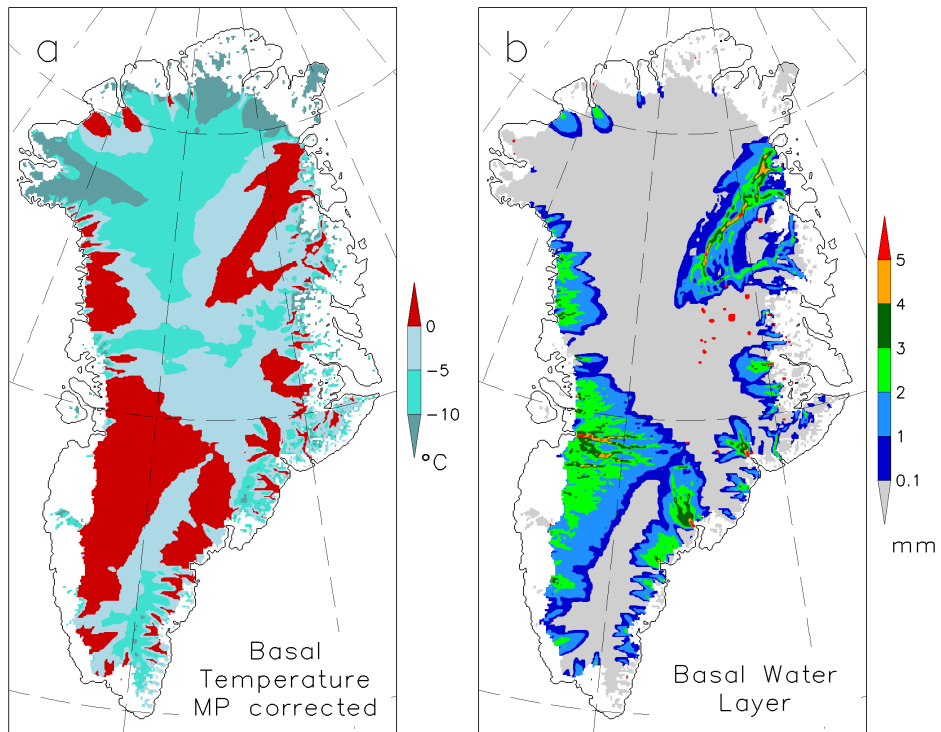 a
0
−5
−10
°C
Basal
Temperature
MP corrected
b
5
4
3
2
1
0.1
mm
Basal Water
Layer